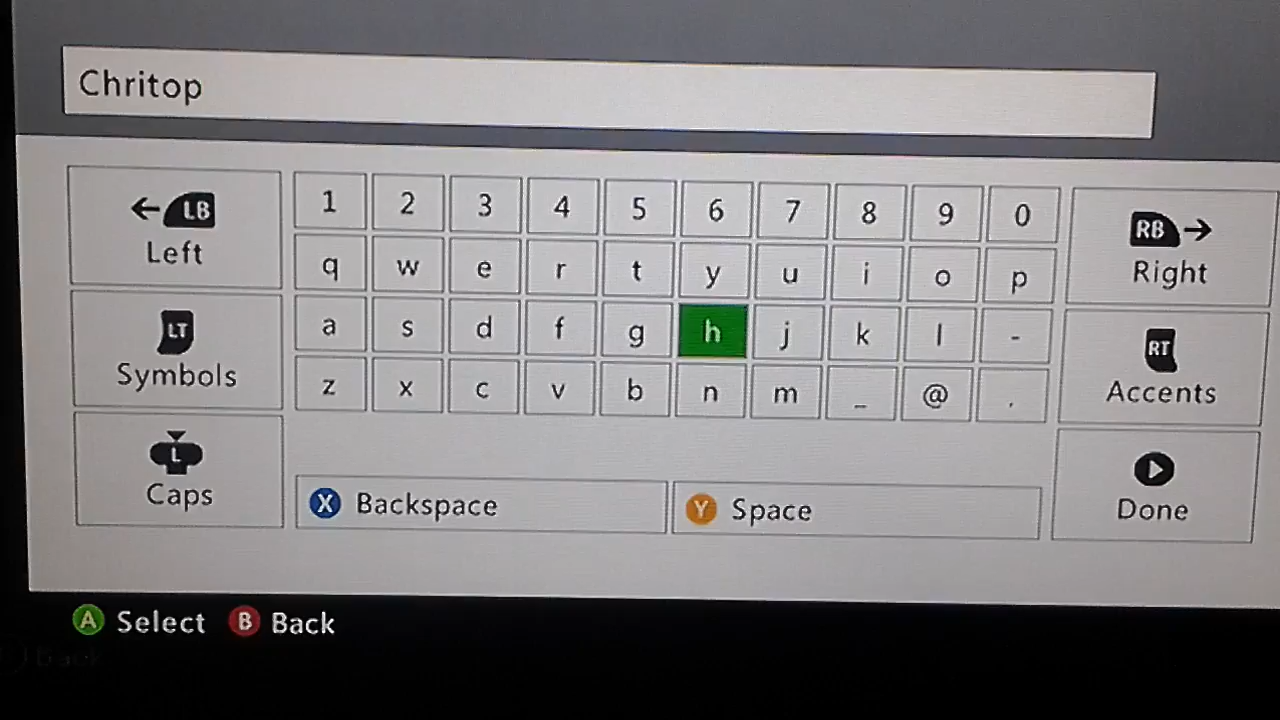 Chritop
← LB
Left
1 2 3 4 5 6 7 8 9 0
RB →
Right
q w e r t y u i o p
LT
Symbols
a s d f g h j k l -
RT
Accents
z x c v b n m _ @ .
L
Caps
X Backspace
Y Space
Done
A Select B Back
Back